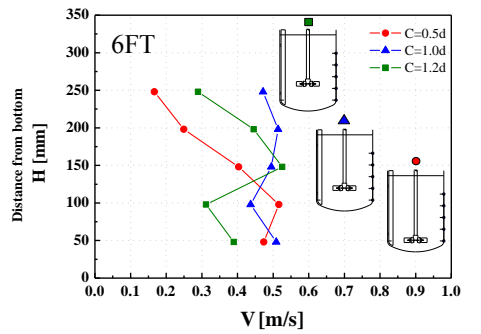 6FT
C=0.5d
C=1.0d
C=1.2d
350
300
250
200
150
100
50
0
Distance from bottom
H [mm]
0.0 0.1 0.2 0.3 0.4 0.5 0.6 0.7 0.8 0.9 1.0
V [m/s]